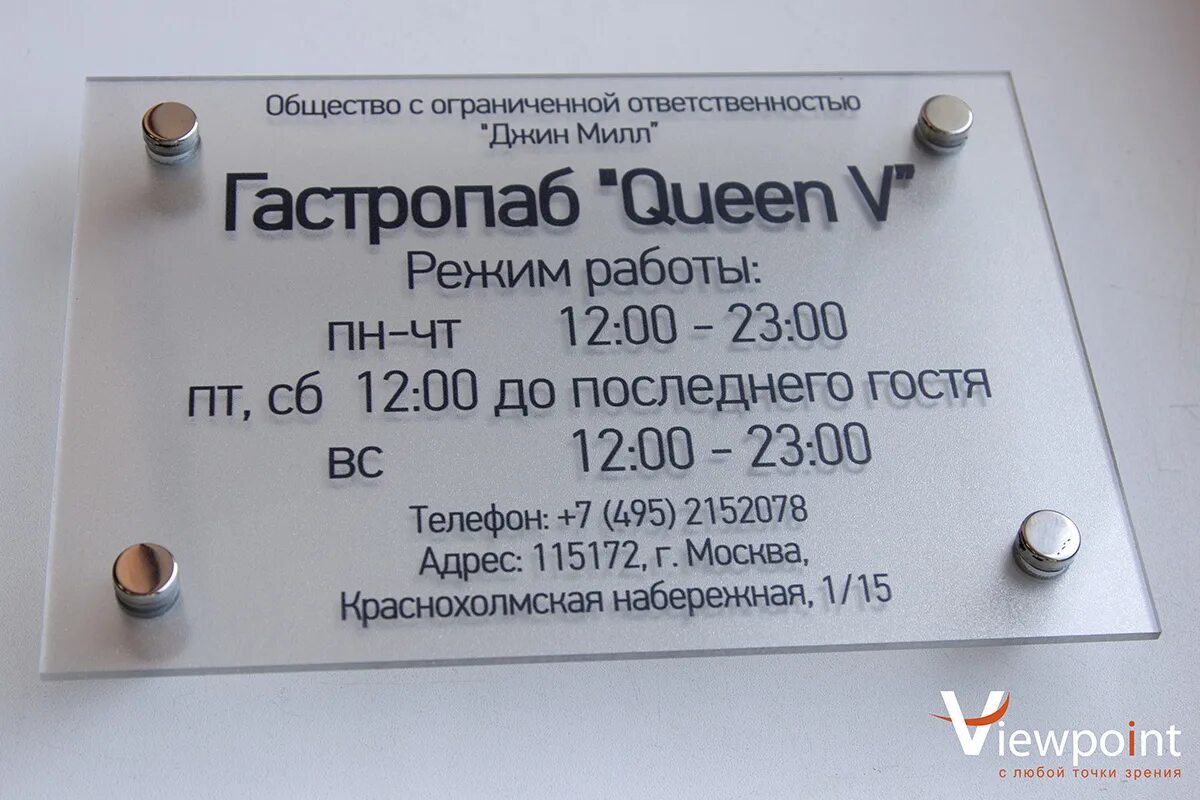 Общество с ограниченной ответственностью
"Джин Милл"
Гастропаб "Queen V"
Режим работы:
пн-чт 12:00 - 23:00
пт, сб 12:00 до последнего гостя
вс 12:00 - 23:00
Телефон: +7 (495) 2152078
Адрес: 115172, г. Москва,
Краснохолмская набережная, 1/15
Viewpoint
с любой точки зрения